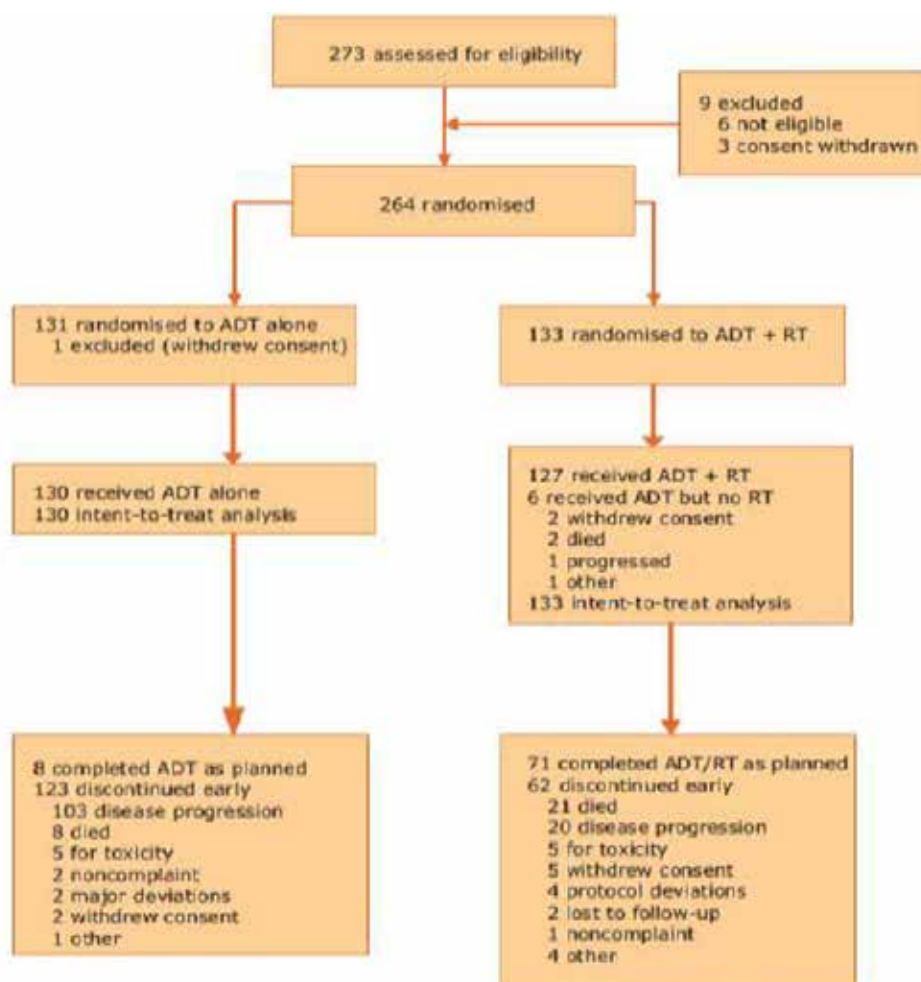 273 assessed for eligibility
9 excluded
6 not eligible
3 consent withdrawn
264 randomised
131 randomised to ADT alone
1 excluded (withdrew consent)
133 randomised to ADT + RT
130 received ADT alone
130 intent-to-treat analysis
127 received ADT + RT
6 received ADT but no RT
2 withdrew consent
2 died
1 progressed
1 other
133 intent-to-treat analysis
8 completed ADT as planned
123 discontinued early
103 disease progression
8 died
5 for toxicity
2 noncomplaint
2 major deviations
2 withdrew consent
1 other
71 completed ADT/RT as planned
62 discontinued early
21 died
20 disease progression
5 for toxicity
5 withdrew consent
4 protocol deviations
2 lost to follow-up
1 noncomplaint
4 other